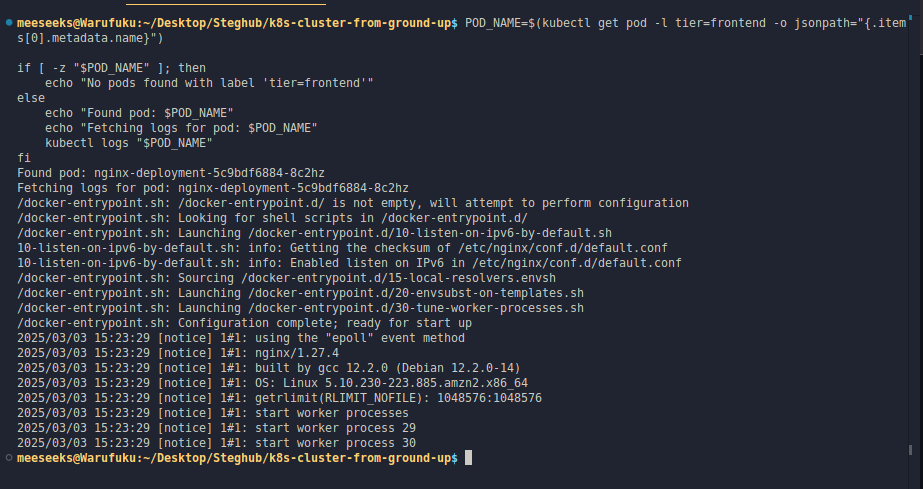 meeseeks@Warufuku:~/Desktop/Steghub/k8s-cluster-from-ground-up$ POD_NAME=$(kubectl get pod -l tier=frontend -o jsonpath="{.item
s[0].metadata.name}")

if [ -z "$POD_NAME" ]; then
    echo "No pods found with label 'tier=frontend'"
else
    echo "Found pod: $POD_NAME"
    echo "Fetching logs for pod: $POD_NAME"
    kubectl logs "$POD_NAME"
fi
Found pod: nginx-deployment-5c9bdf6884-8c2hz
Fetching logs for pod: nginx-deployment-5c9bdf6884-8c2hz
/docker-entrypoint.sh: /docker-entrypoint.d/ is not empty, will attempt to perform configuration
/docker-entrypoint.sh: Looking for shell scripts in /docker-entrypoint.d/
/docker-entrypoint.sh: Launching /docker-entrypoint.d/10-listen-on-ipv6-by-default.sh
10-listen-on-ipv6-by-default.sh: info: Getting the checksum of /etc/nginx/conf.d/default.conf
10-listen-on-ipv6-by-default.sh: info: Enabled listen on IPv6 in /etc/nginx/conf.d/default.conf
/docker-entrypoint.sh: Sourcing /docker-entrypoint.d/15-local-resolvers.envsh
/docker-entrypoint.sh: Launching /docker-entrypoint.d/20-envsubst-on-templates.sh
/docker-entrypoint.sh: Launching /docker-entrypoint.d/30-tune-worker-processes.sh
/docker-entrypoint.sh: Configuration complete; ready for start up
2025/03/03 15:23:29 [notice] 1#1: using the "epoll" event method
2025/03/03 15:23:29 [notice] 1#1: nginx/1.27.4
2025/03/03 15:23:29 [notice] 1#1: built by gcc 12.2.0 (Debian 12.2.0-14)
2025/03/03 15:23:29 [notice] 1#1: OS: Linux 5.10.230-223.885.amzn2.x86_64
2025/03/03 15:23:29 [notice] 1#1: getrlimit(RLIMIT_NOFILE): 1048576:1048576
2025/03/03 15:23:29 [notice] 1#1: start worker processes
2025/03/03 15:23:29 [notice] 1#1: start worker process 29
2025/03/03 15:23:29 [notice] 1#1: start worker process 30
meeseeks@Warufuku:~/Desktop/Steghub/k8s-cluster-from-ground-up$